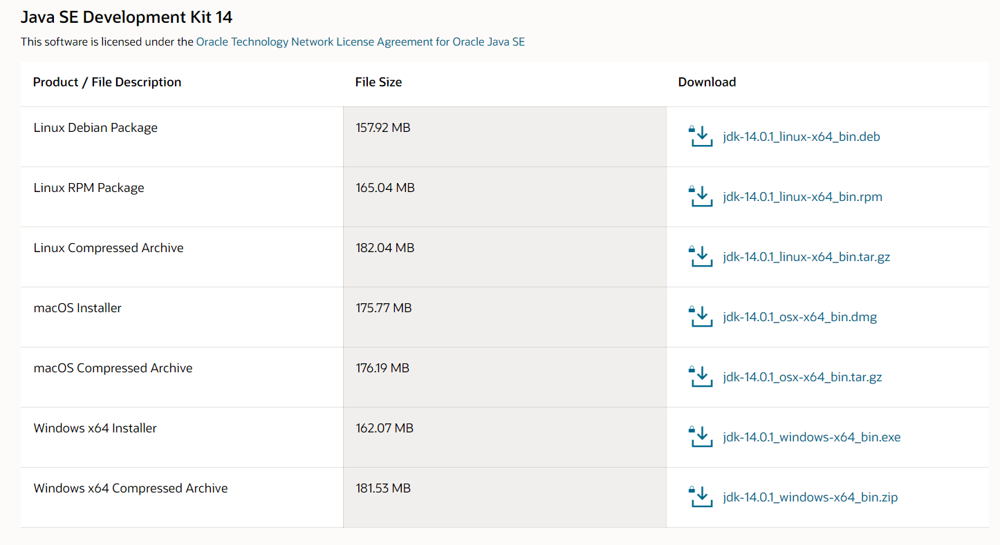 Java SE Development Kit 14
This software is licensed under the Oracle Technology Network License Agreement for Oracle Java SE
Product / File Description File Size Download
Linux Debian Package 157.92 MB jdk-14.0.1_linux-x64_bin.deb
Linux RPM Package 165.04 MB jdk-14.0.1_linux-x64_bin.rpm
Linux Compressed Archive 182.04 MB jdk-14.0.1_linux-x64_bin.tar.gz
macOS Installer 175.77 MB jdk-14.0.1_osx-x64_bin.dmg
macOS Compressed Archive 176.19 MB jdk-14.0.1_osx-x64_bin.tar.gz
Windows x64 Installer 162.07 MB jdk-14.0.1_windows-x64_bin.exe
Windows x64 Compressed Archive 181.53 MB jdk-14.0.1_windows-x64_bin.zip